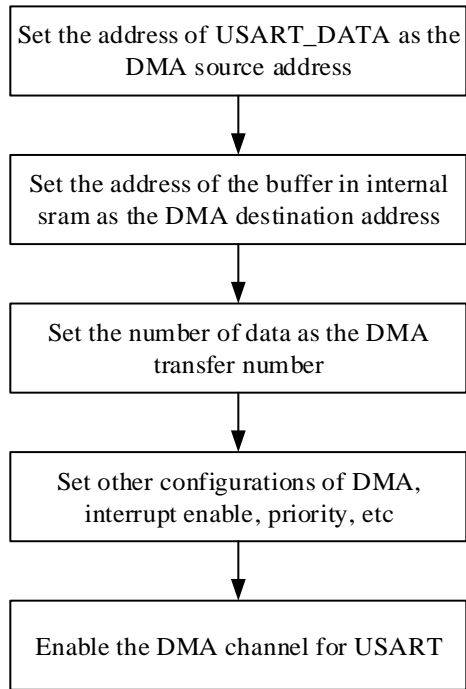 Set the address of USART_DATA as the
DMA source address
Set the address of the buffer in internal
sram as the DMA destination address
Set the number of data as the DMA
transfer number
Set other configurations of DMA,
interrupt enable, priority, etc
Enable the DMA channel for USART